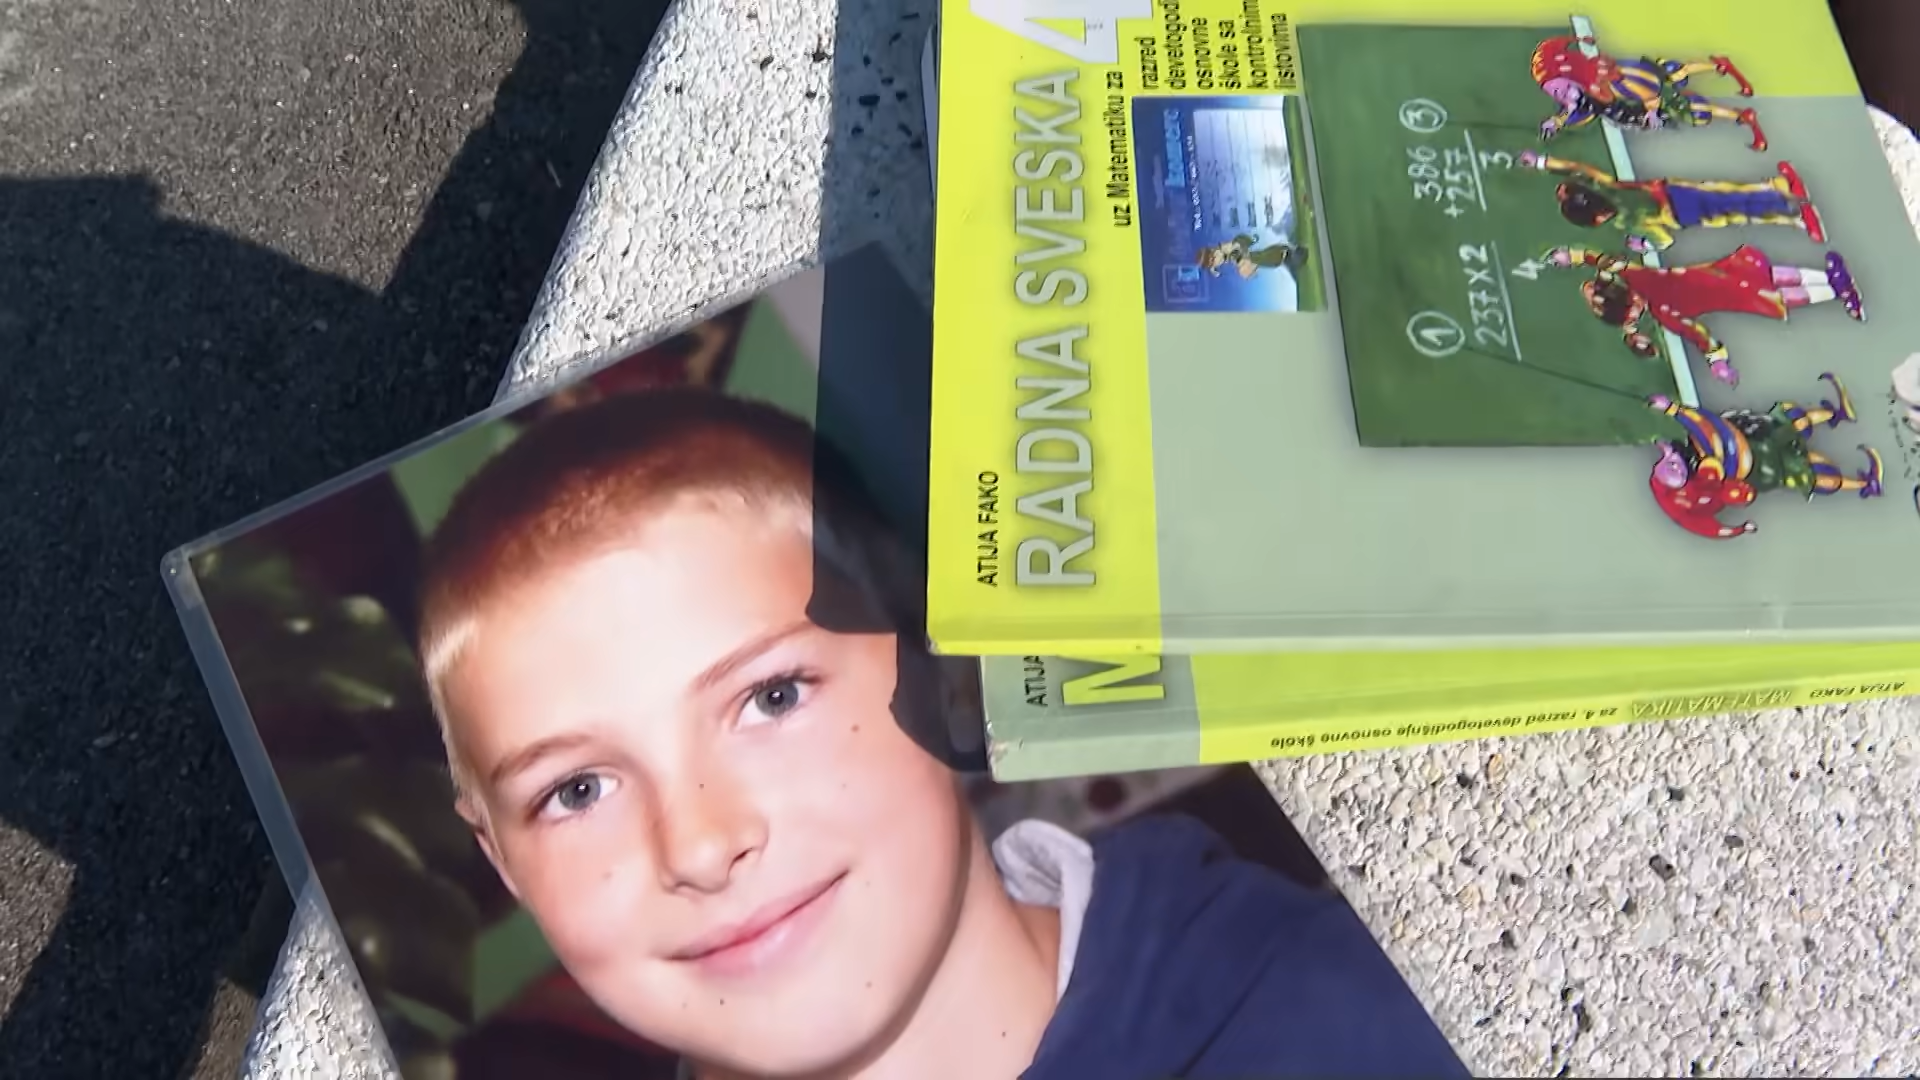 ATIJA FAKO
RADNA SVESKA 4
uz Matematiku za
razred
devetogodi
osnovne
škole sa
kontrolnim
listovima
1
237 x 2
4
386
+257
3
3
ATIJA
M
ATIJA FAKO MATEMATIKA za 4. razred devetogodišnje osnovne škole